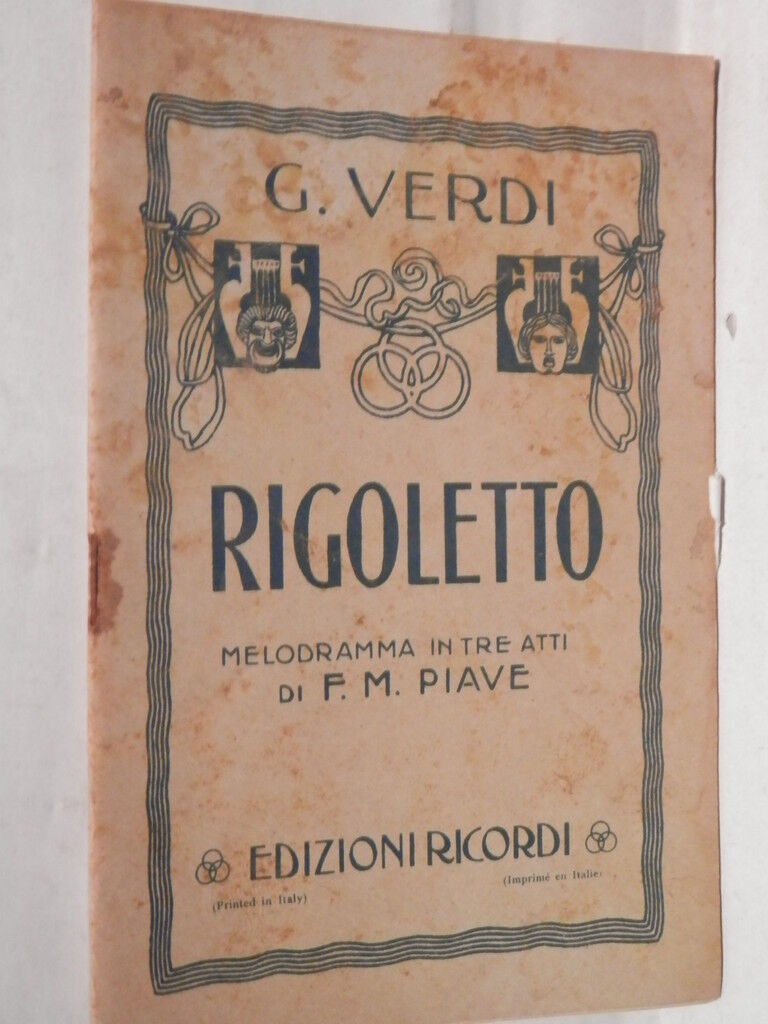 G. VERDI
RIGOLETTO
MELODRAMMA IN TRE ATTI
DI F. M. PIAVE
EDIZIONI RICORDI
(Printed in Italy)
(Imprimé en Italie)